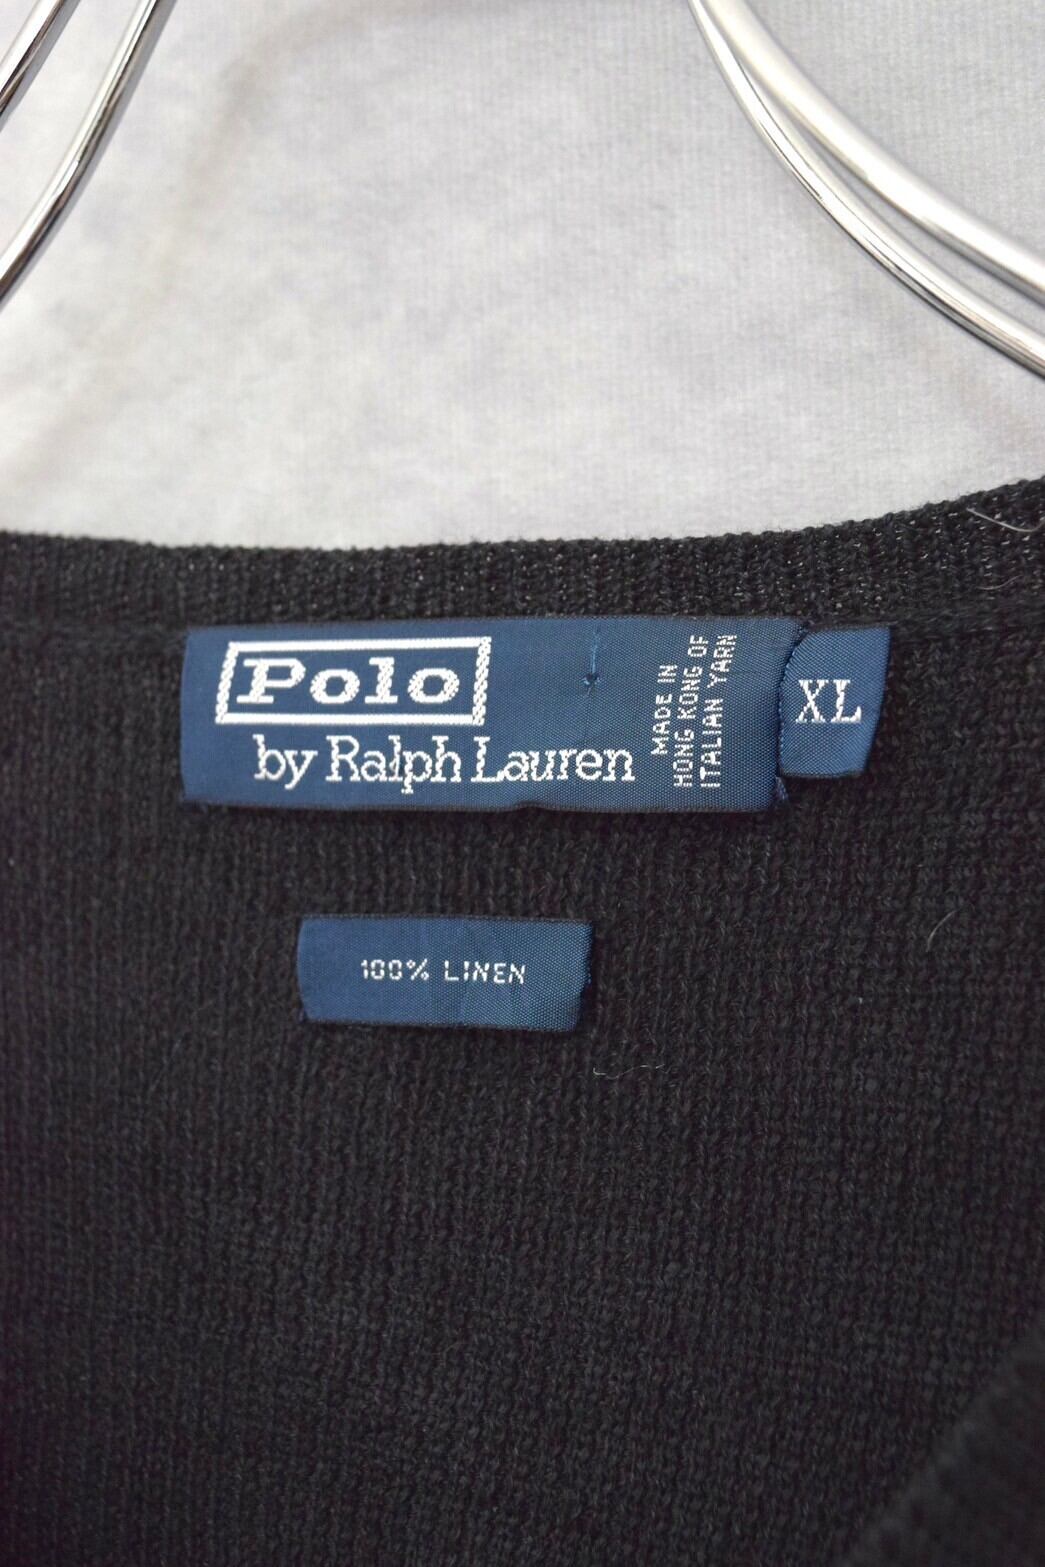 Polo
by Ralph Lauren
MADE IN
HONG KONG OF
ITALIAN YARN
XL
100% LINEN